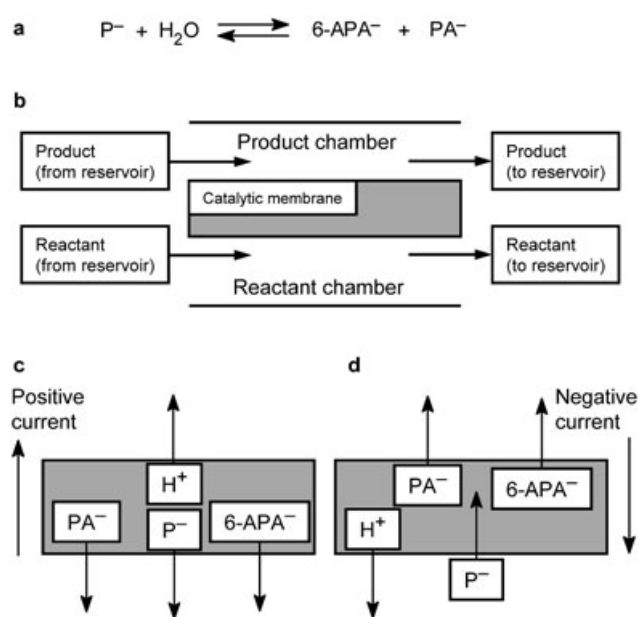 a P⁻ + H₂O ⇌ 6-APA⁻ + PA⁻
b
Product chamber
Product
(from reservoir)
Product
(to reservoir)
Catalytic membrane
Reactant
(from reservoir)
Reactant
(to reservoir)
Reactant chamber
c
Positive
current
H⁺
PA⁻ P⁻ 6-APA⁻
d
Negative
current
PA⁻ 6-APA⁻
H⁺
P⁻